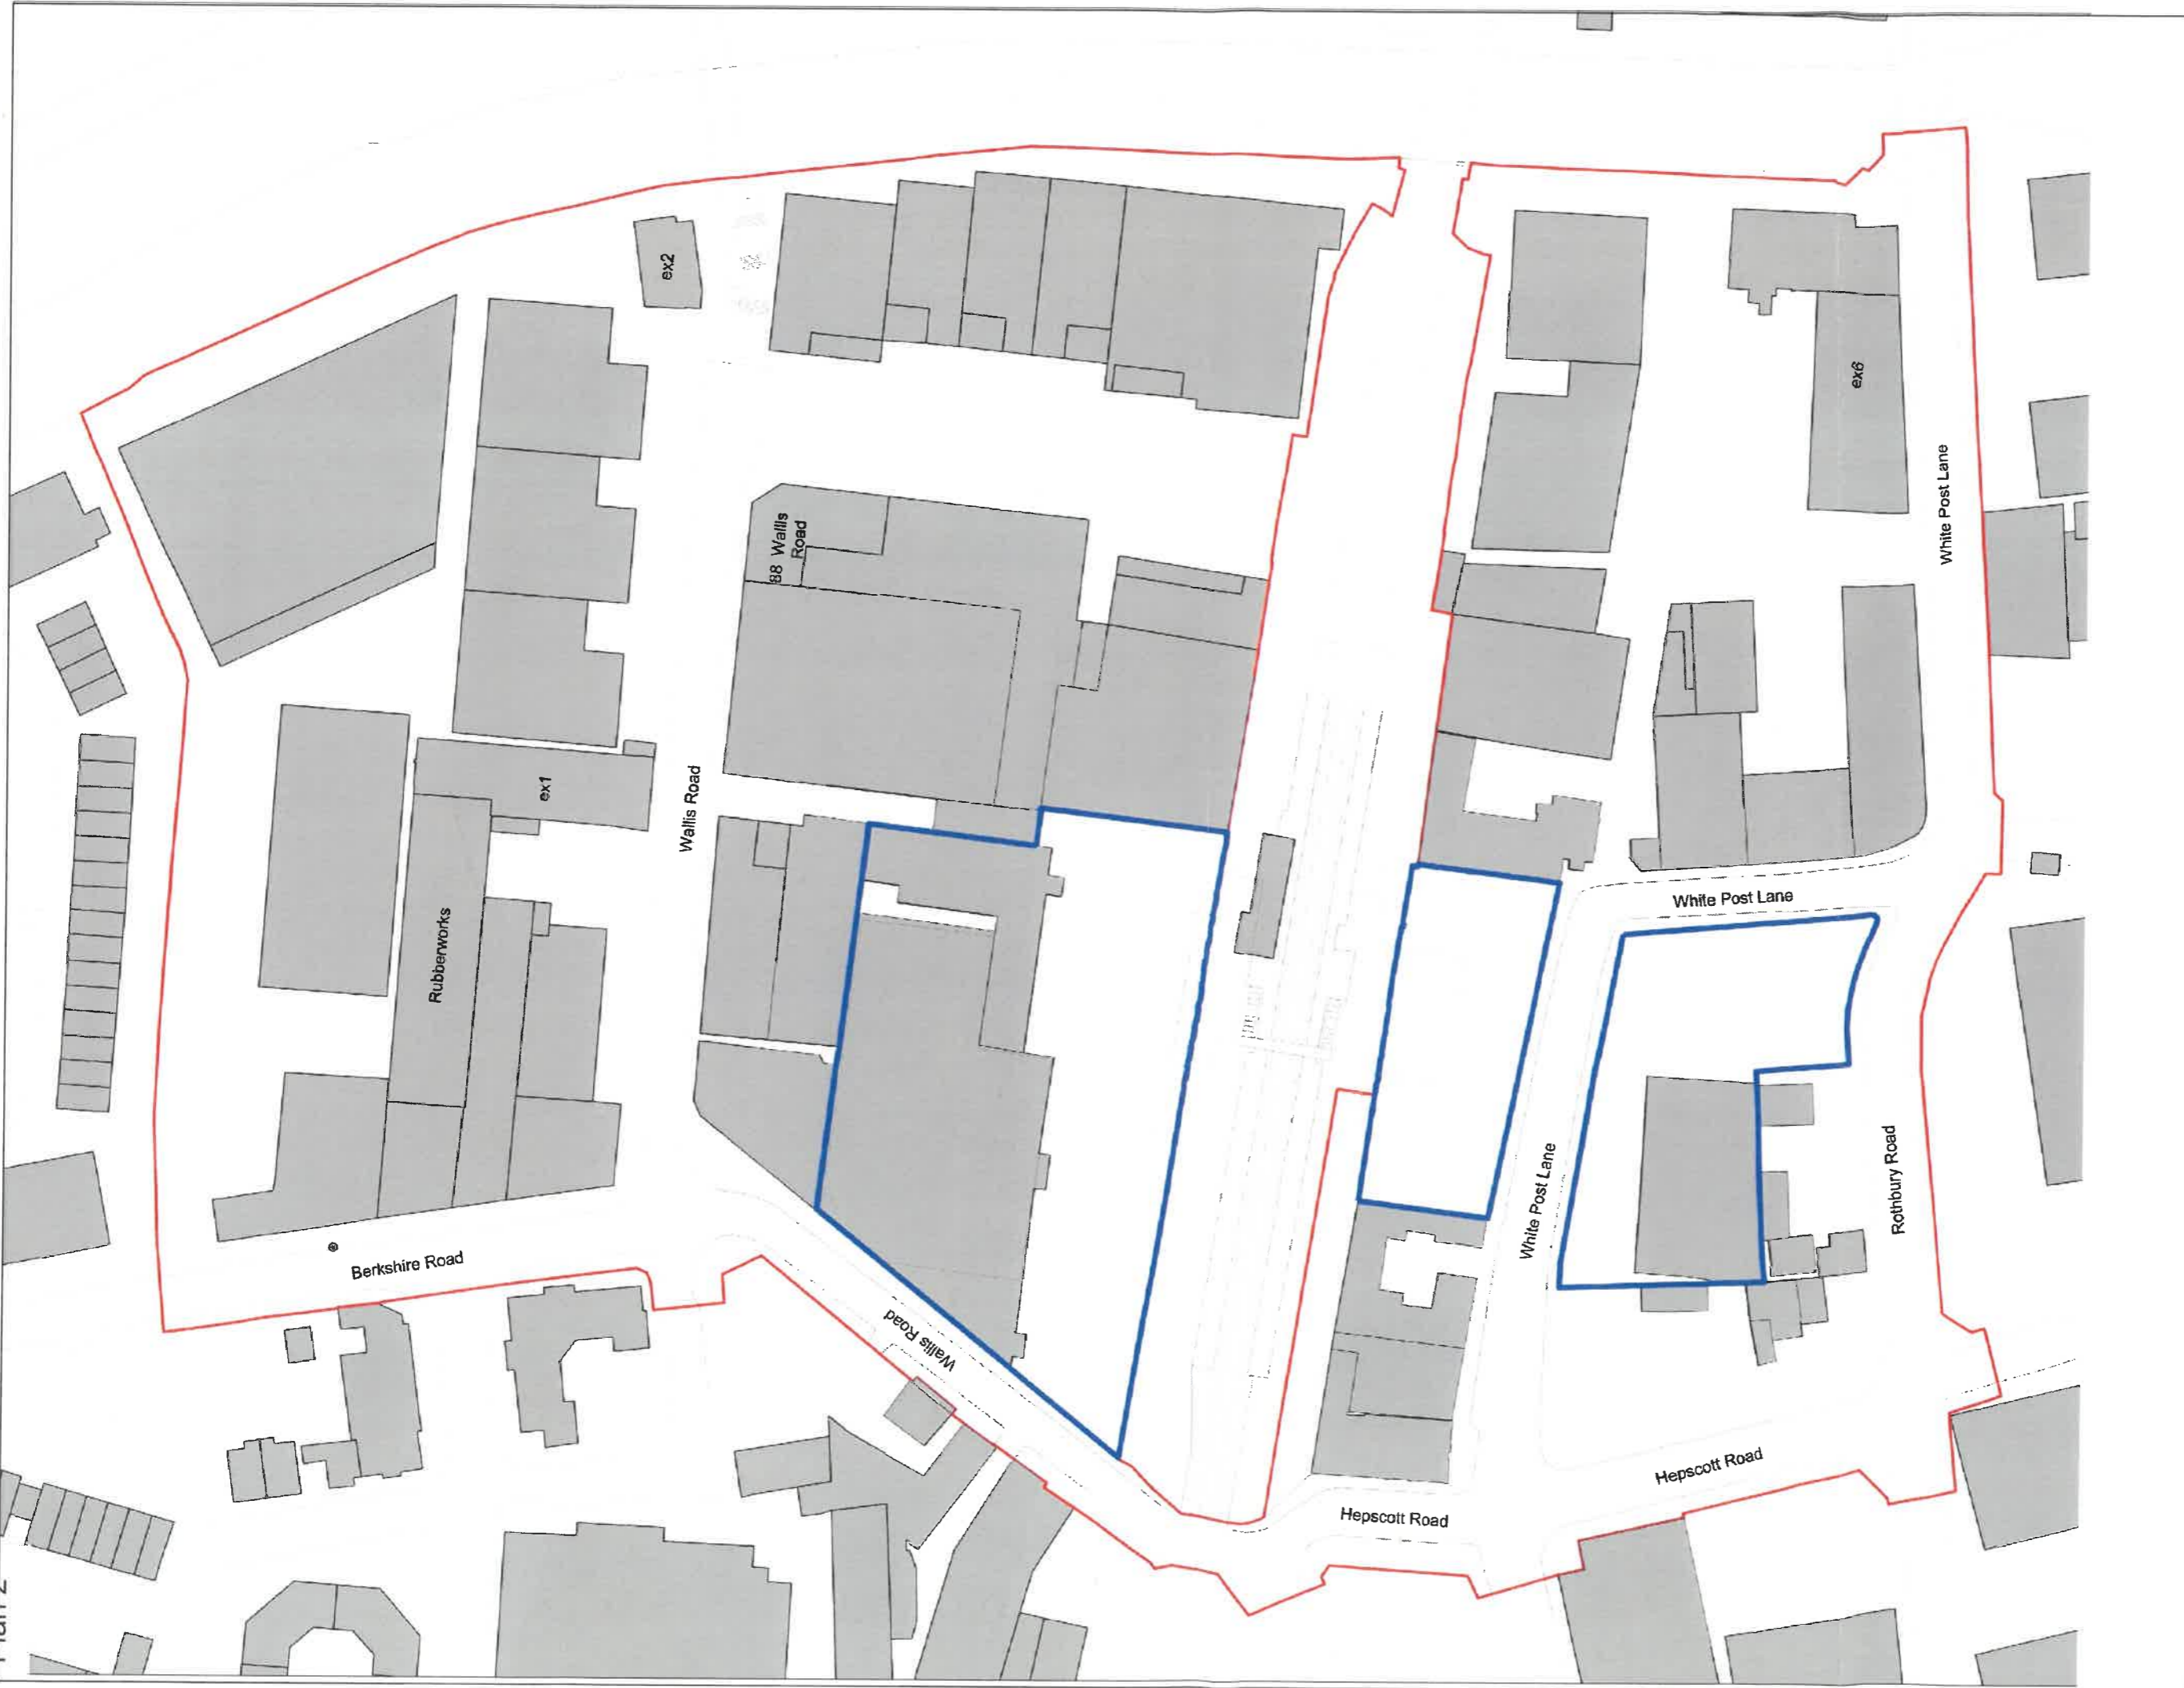 ex2
ex6
White Post Lane
88 Wallis
Road
ex1
Wallis Road
Rubberworks
White Post Lane
White Post Lane
Rothbury Road
Berkshire Road
Wallis Road
Hepscott Road
Hepscott Road